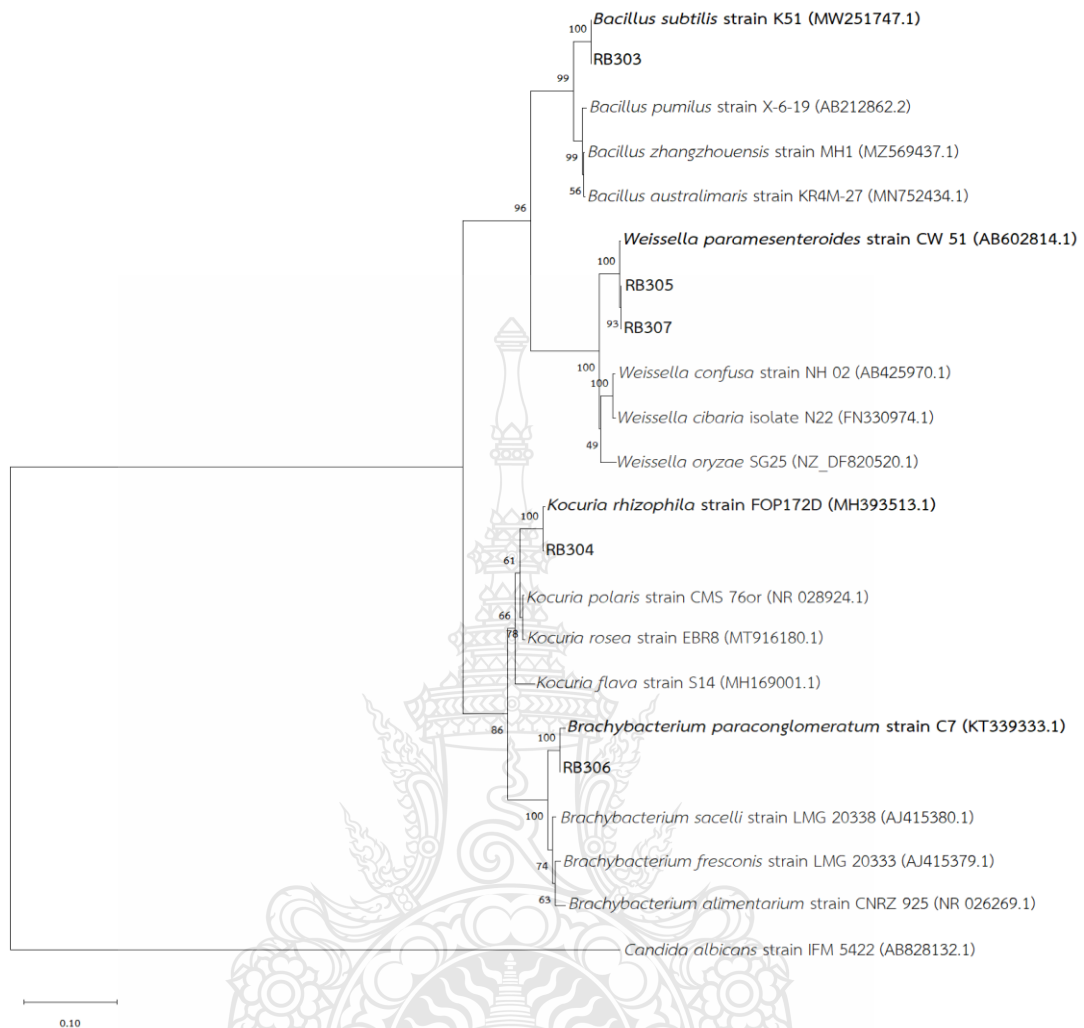 Bacillus subtilis strain K51 (MW251747.1)
100
RB303
99
Bacillus pumilus strain X-6-19 (AB212862.2)
Bacillus zhangzhouensis strain MH1 (MZ569437.1)
99
56
Bacillus australimaris strain KR4M-27 (MN752434.1)
96
Weissella paramesenteroides strain CW 51 (AB602814.1)
100
RB305
93
RB307
100
Weissella confusa strain NH 02 (AB425970.1)
100
Weissella cibaria isolate N22 (FN330974.1)
49
Weissella oryzae SG25 (NZ_DF820520.1)
Kocuria rhizophila strain FOP172D (MH393513.1)
100
RB304
61
Kocuria polaris strain CMS 76or (NR 028924.1)
66
78
Kocuria rosea strain EBR8 (MT916180.1)
Kocuria flava strain S14 (MH169001.1)
86
Brachybacterium paraconglomeratum strain C7 (KT339333.1)
100
RB306
100
Brachybacterium sacelli strain LMG 20338 (AJ415380.1)
74
Brachybacterium fresconis strain LMG 20333 (AJ415379.1)
63
Brachybacterium alimentarium strain CNRZ 925 (NR 026269.1)
Candida albicans strain IFM 5422 (AB828132.1)
0.10